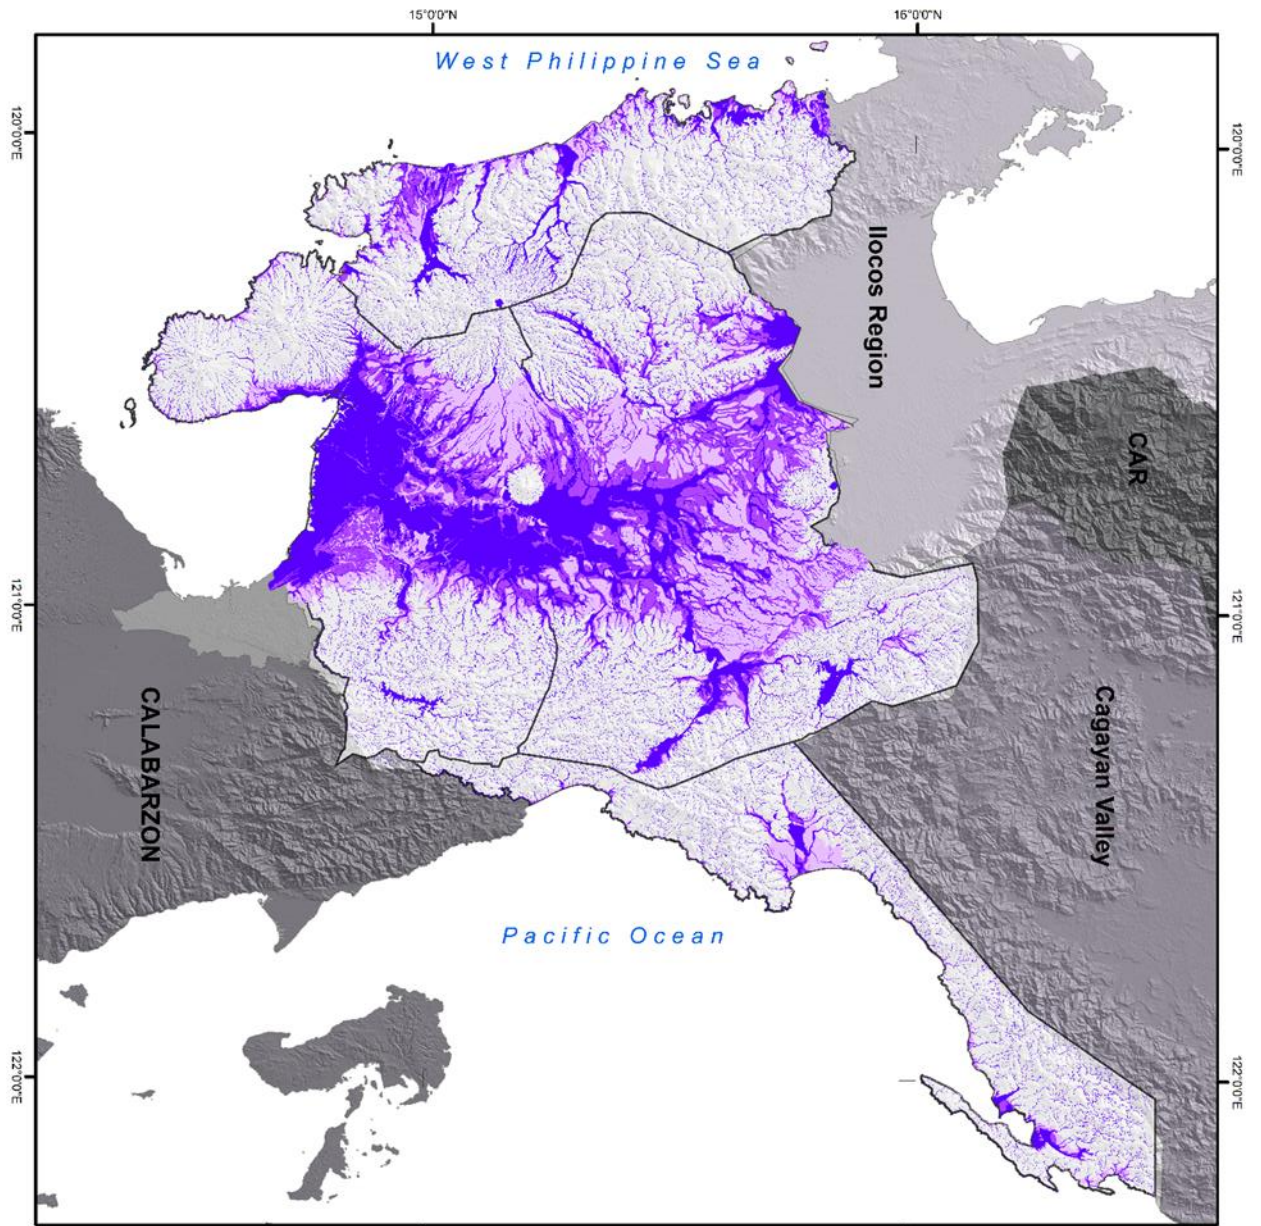 15°0'0"N
16°0'0"N
West Philippine Sea
120°0'0"E
120°0'0"E
Ilocos Region
CAR
121°0'0"E
121°0'0"E
CALABARZON
Cagayan Valley
Pacific Ocean
122°0'0"E
122°0'0"E